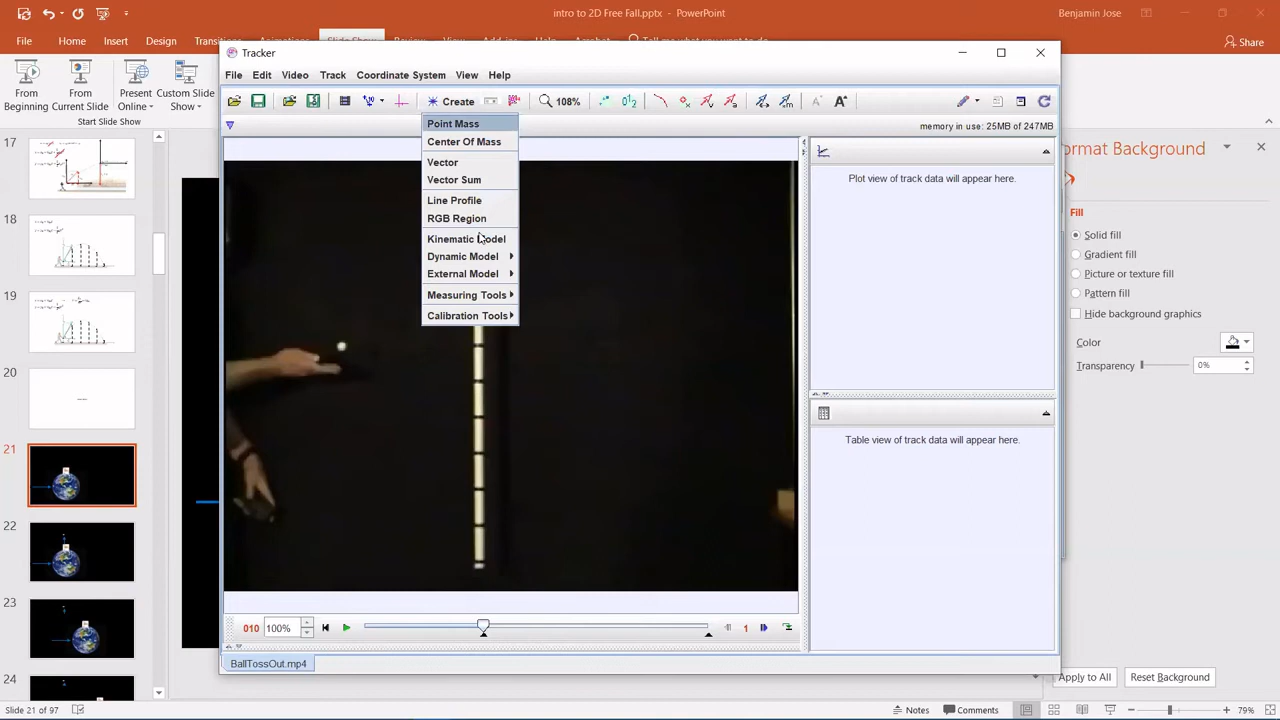 intro to 2D Free Fall.pptx - PowerPoint
Benjamin Jose
File
Home
Insert
Design
Transitions
Share
From Beginning
From Current Slide
Present Online
Custom Slide Show
Start Slide Show
Tracker
File Edit Video Track Coordinate System View Help
Create
108%
memory in use: 25MB of 247MB
Point Mass
Center Of Mass
Vector
Vector Sum
Line Profile
RGB Region
Kinematic Model
Dynamic Model
External Model
Measuring Tools
Calibration Tools
Plot view of track data will appear here.
Table view of track data will appear here.
010
100%
1
BallTossOut.mp4
17
18
19
20
21
22
23
24
Format Background
Fill
Solid fill
Gradient fill
Picture or texture fill
Pattern fill
Hide background graphics
Color
Transparency
0%
Apply to All
Reset Background
Slide 21 of 97
Notes
Comments
79%